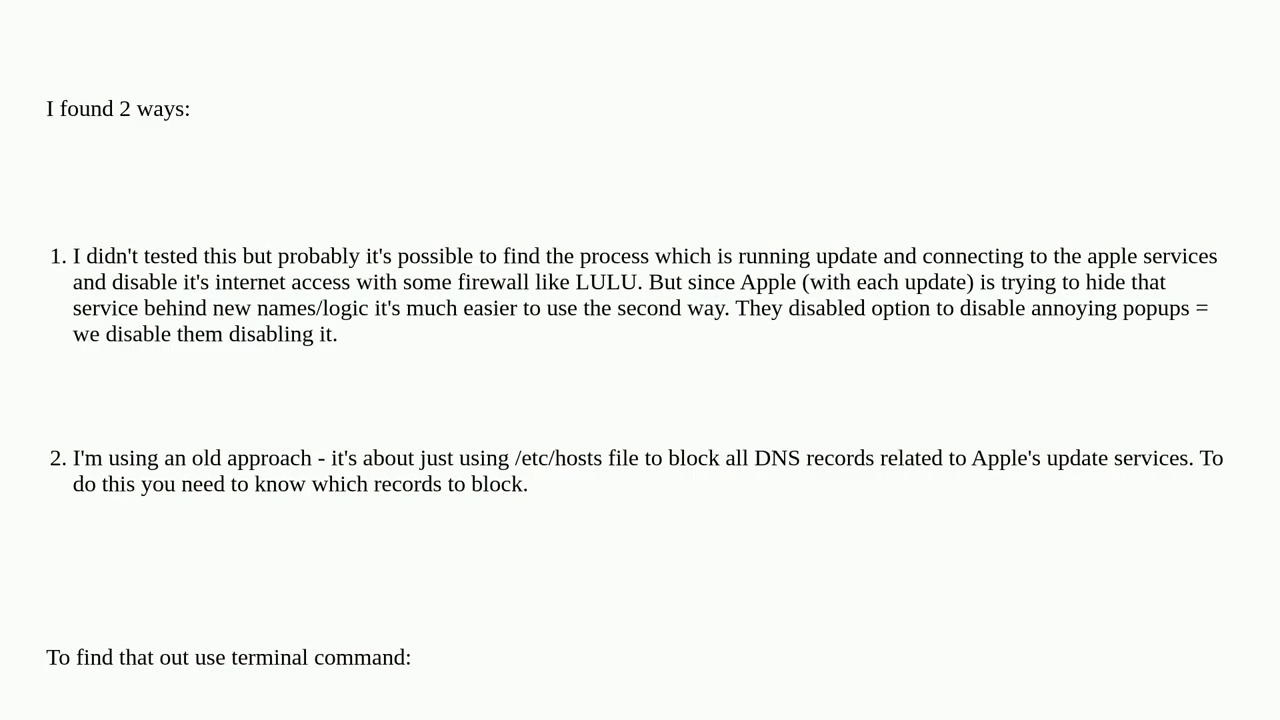 I found 2 ways:
1. I didn't tested this but probably it's possible to find the process which is running update and connecting to the apple services
and disable it's internet access with some firewall like LULU. But since Apple (with each update) is trying to hide that
service behind new names/logic it's much easier to use the second way. They disabled option to disable annoying popups =
we disable them disabling it.
2. I'm using an old approach - it's about just using /etc/hosts file to block all DNS records related to Apple's update services. To
do this you need to know which records to block.
To find that out use terminal command: